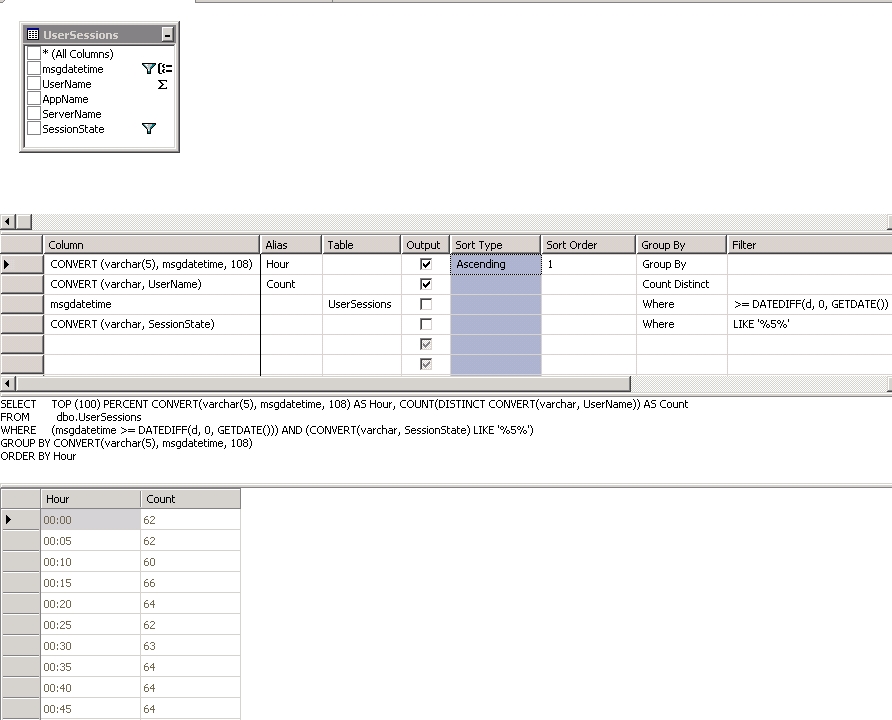 UserSessions
* (All Columns)
msgdatetime
UserName
AppName
ServerName
SessionState
Column Alias Table Output Sort Type Sort Order Group By Filter
CONVERT (varchar(5), msgdatetime, 108) Hour Ascending 1 Group By
CONVERT (varchar, UserName) Count Count Distinct
msgdatetime UserSessions Where >= DATEDIFF(d, 0, GETDATE())
CONVERT (varchar, SessionState) Where LIKE '%5%'
SELECT TOP (100) PERCENT CONVERT(varchar(5), msgdatetime, 108) AS Hour, COUNT(DISTINCT CONVERT(varchar, UserName)) AS Count
FROM dbo.UserSessions
WHERE (msgdatetime >= DATEDIFF(d, 0, GETDATE())) AND (CONVERT(varchar, SessionState) LIKE '%5%')
GROUP BY CONVERT(varchar(5), msgdatetime, 108)
ORDER BY Hour
Hour Count
00:00 62
00:05 62
00:10 60
00:15 66
00:20 64
00:25 62
00:30 63
00:35 64
00:40 64
00:45 64